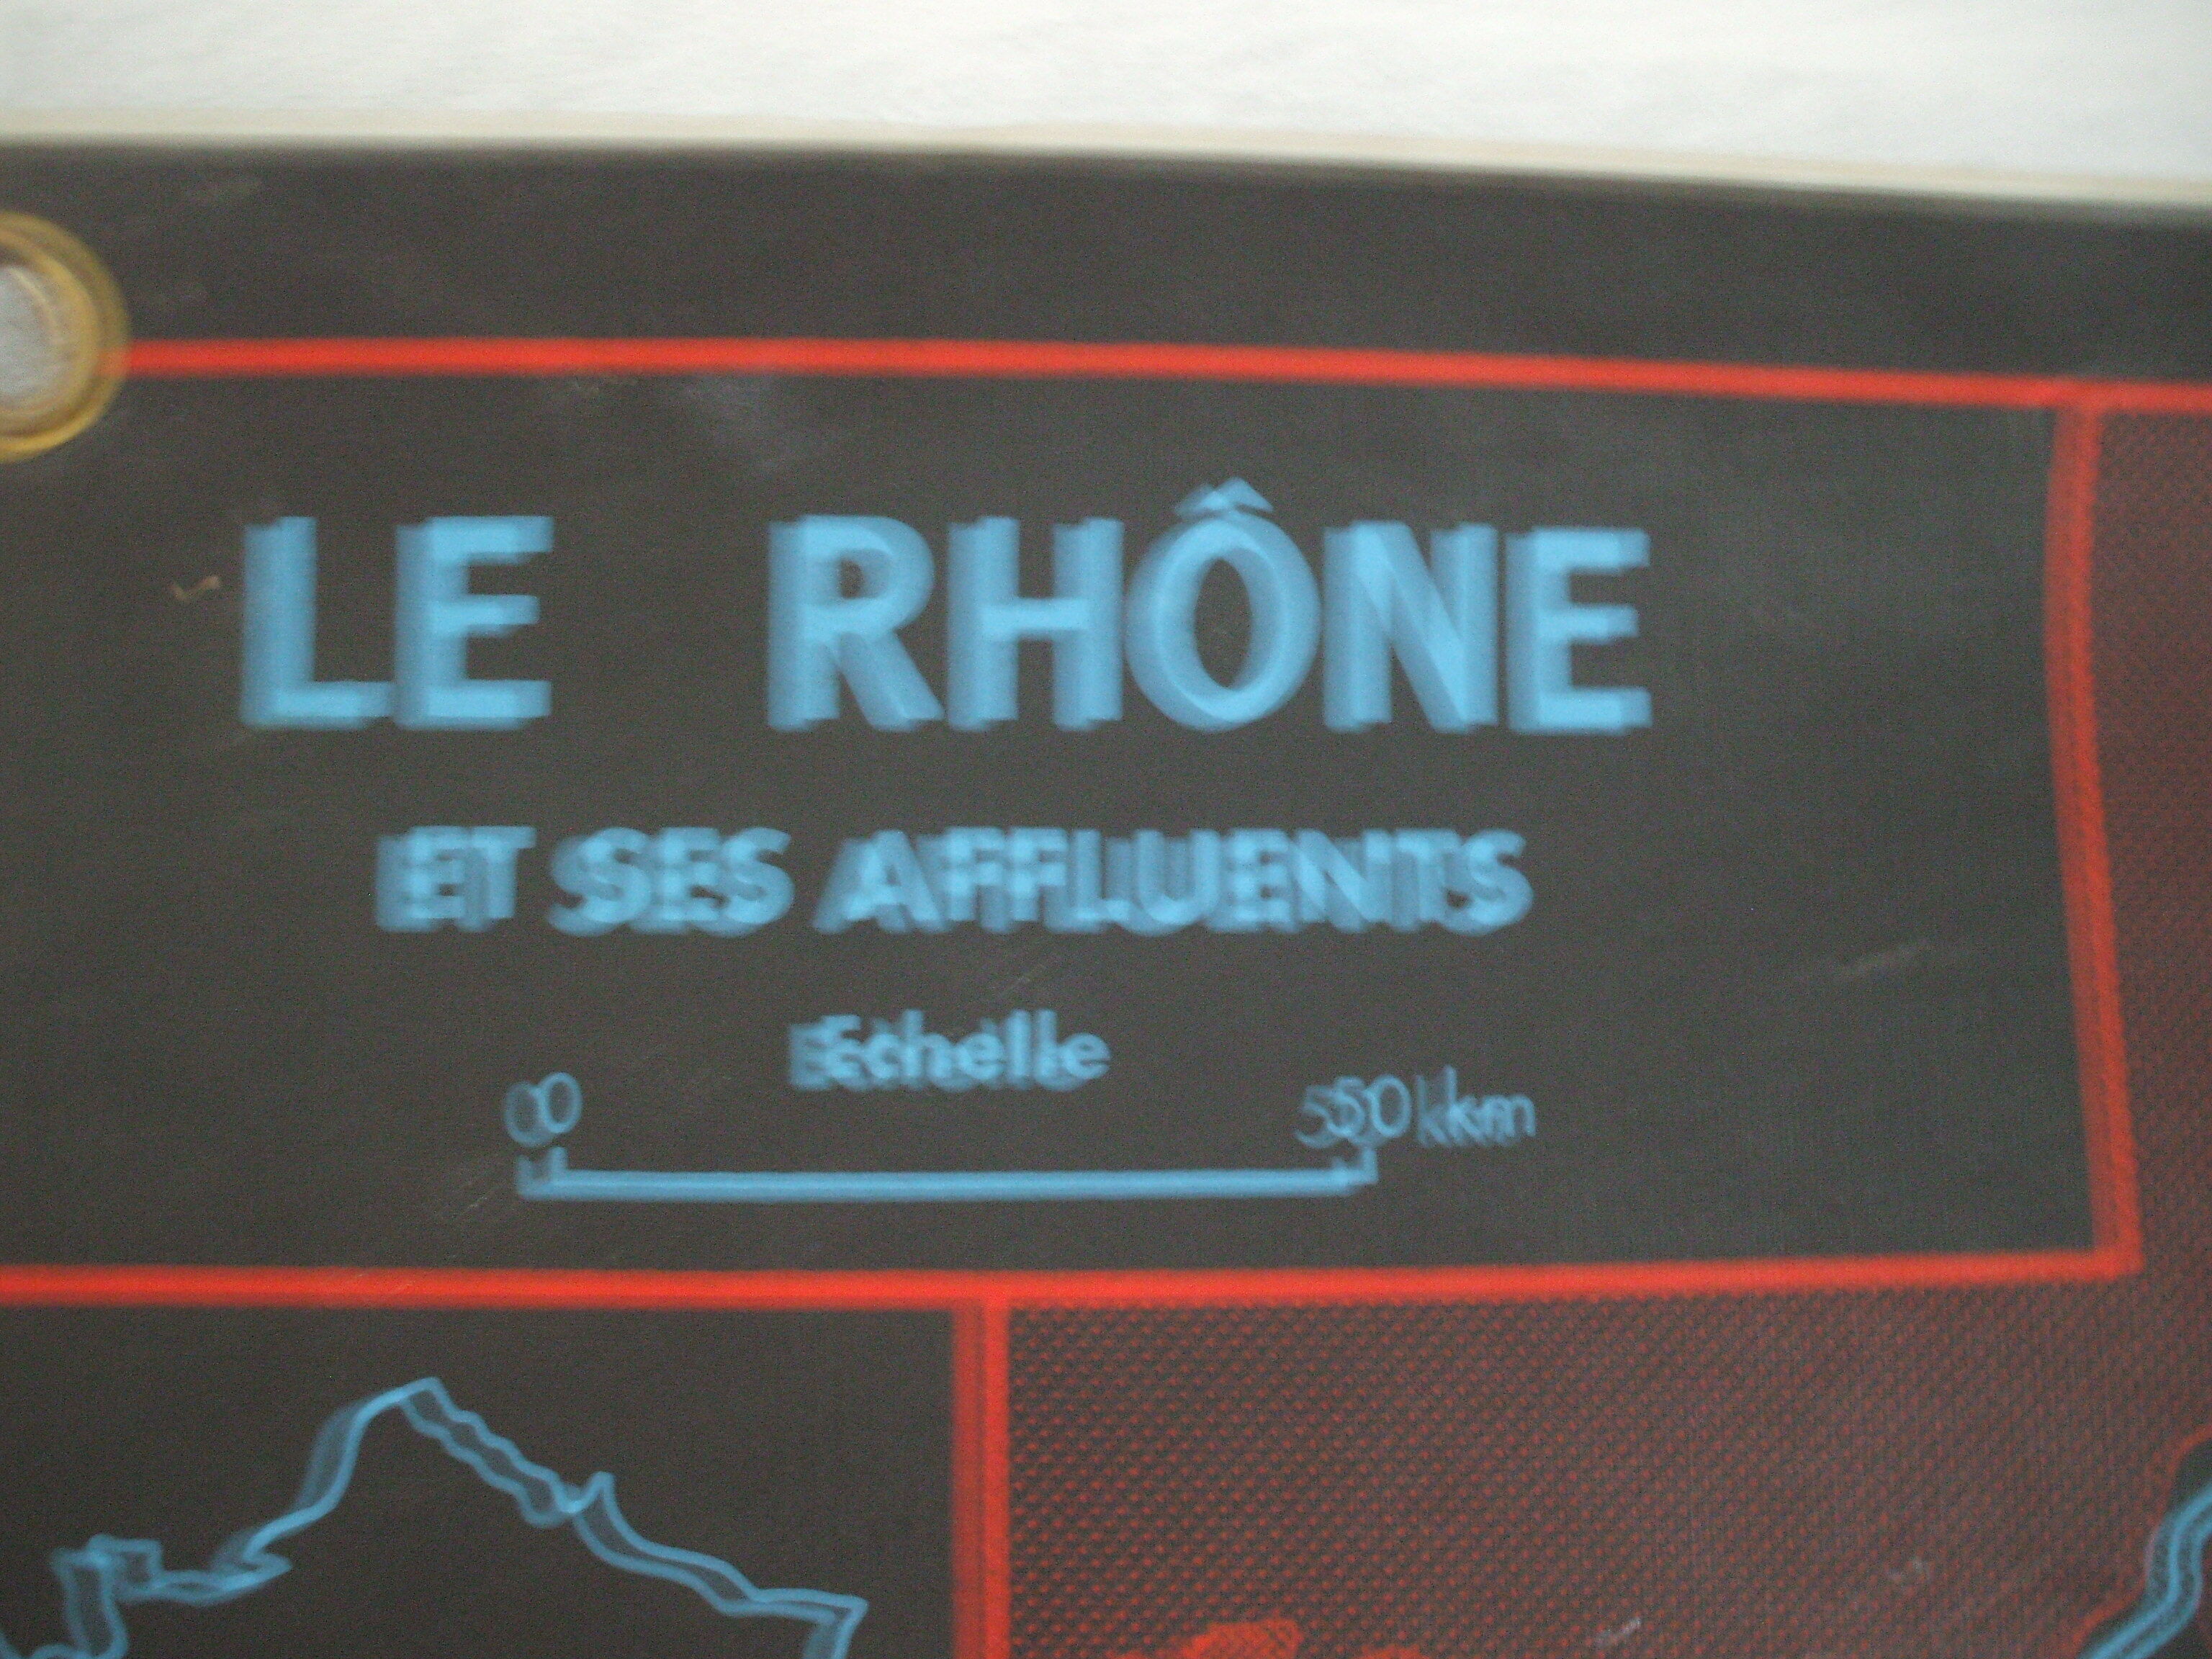 LE RHÔNE
ET SES AFFLUENTS
Echelle
0 50 km